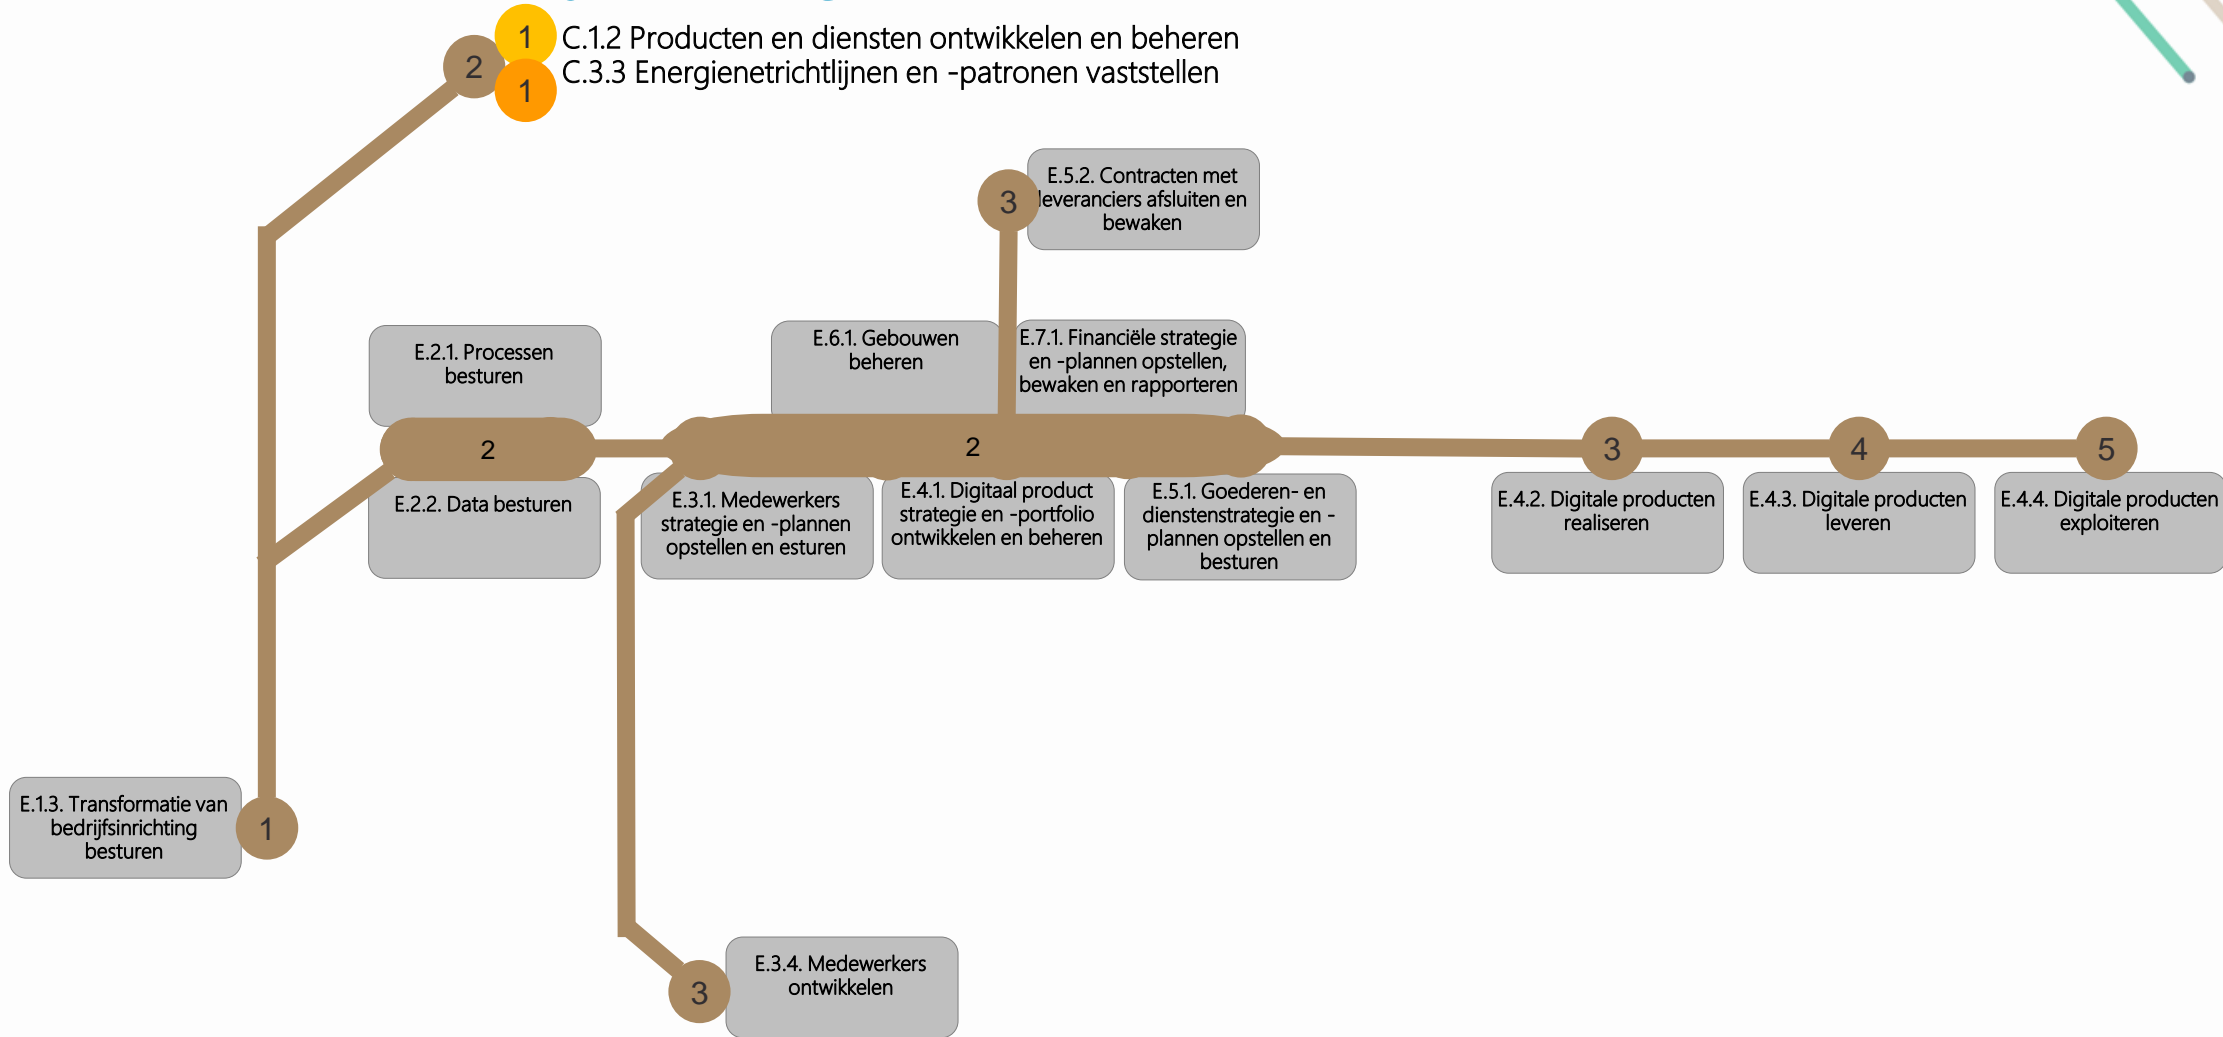 1
2
1
C.1.2 Producten en diensten ontwikkelen en beheren
C.3.3 Energienetrichtlijnen en -patronen vaststellen
3
E.5.2. Contracten met
leveranciers afsluiten en
bewaken
E.2.1. Processen
besturen
E.6.1. Gebouwen
beheren
E.7.1. Financiële strategie
en -plannen opstellen,
bewaken en rapporteren
2
2
3
4
5
E.2.2. Data besturen
E.3.1. Medewerkers
strategie en -plannen
opstellen en esturen
E.4.1. Digitaal product
strategie en -portfolio
ontwikkelen en beheren
E.5.1. Goederen- en
dienstenstrategie en -
plannen opstellen en
besturen
E.4.2. Digitale producten
realiseren
E.4.3. Digitale producten
leveren
E.4.4. Digitale producten
exploiteren
E.1.3. Transformatie van
bedrijfsinrichting
besturen
1
3
E.3.4. Medewerkers
ontwikkelen